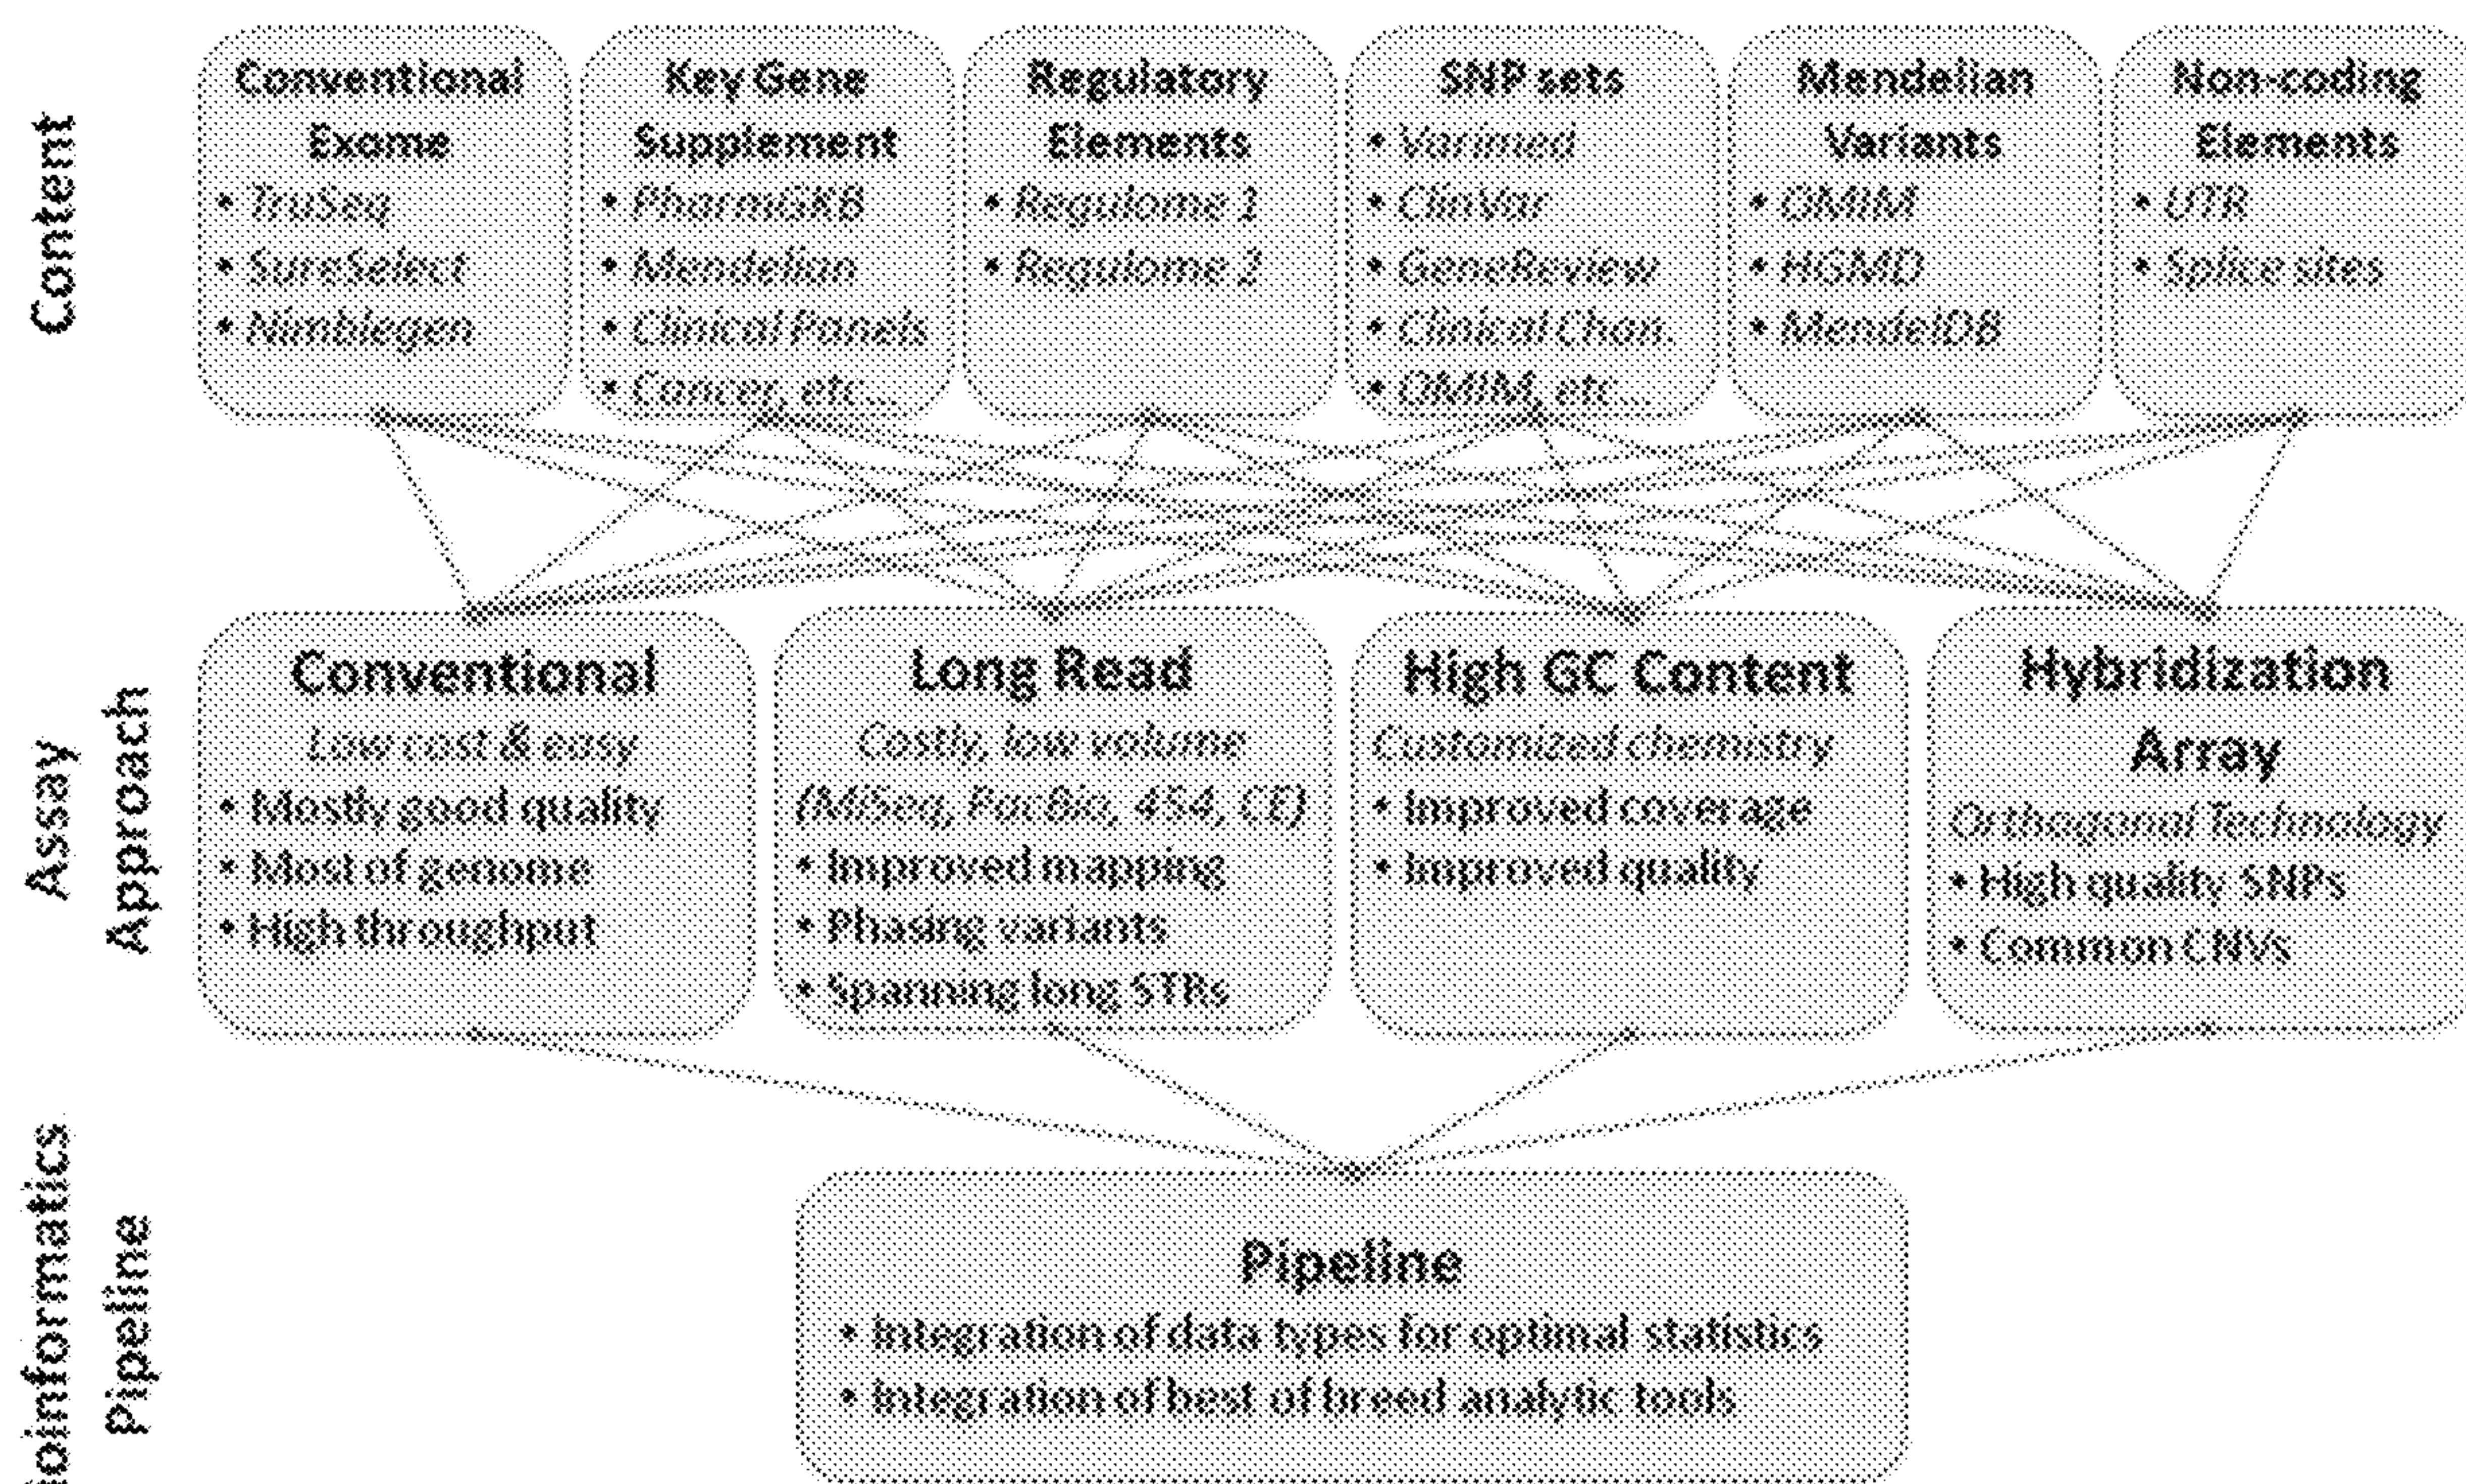 Content
Conventional
Exome
• TruSeq
• SureSelect
• Nimblegen
Key Gene
Supplement
• PharmGKB
• Mendelian
• Clinical Panels
• Cancer, etc...
Regulatory
Elements
• Regulome 1
• Regulome 2
SNP sets
• Varimed
• ClinVar
• GeneReview
• Clinical Chan.
• OMIM, etc...
Mendelian
Variants
• OMIM
• HGMD
• MendelDB
Non-coding
Elements
• UTR
• Splice sites
Assay
Approach
Conventional
Low cost & easy
• Mostly good quality
• Most of genome
• High throughput
Long Read
Costly, low volume
(MiSeq, PacBio, 454, CE)
• Improved mapping
• Phasing variants
• Spanning long STRs
High GC Content
Customized chemistry
• Improved coverage
• Improved quality
Hybridization
Array
Orthogonal Technology
• High quality SNPs
• Common CNVs
oinformatics
Pipeline
Pipeline
• Integration of data types for optimal statistics
• Integration of best of breed analytic tools